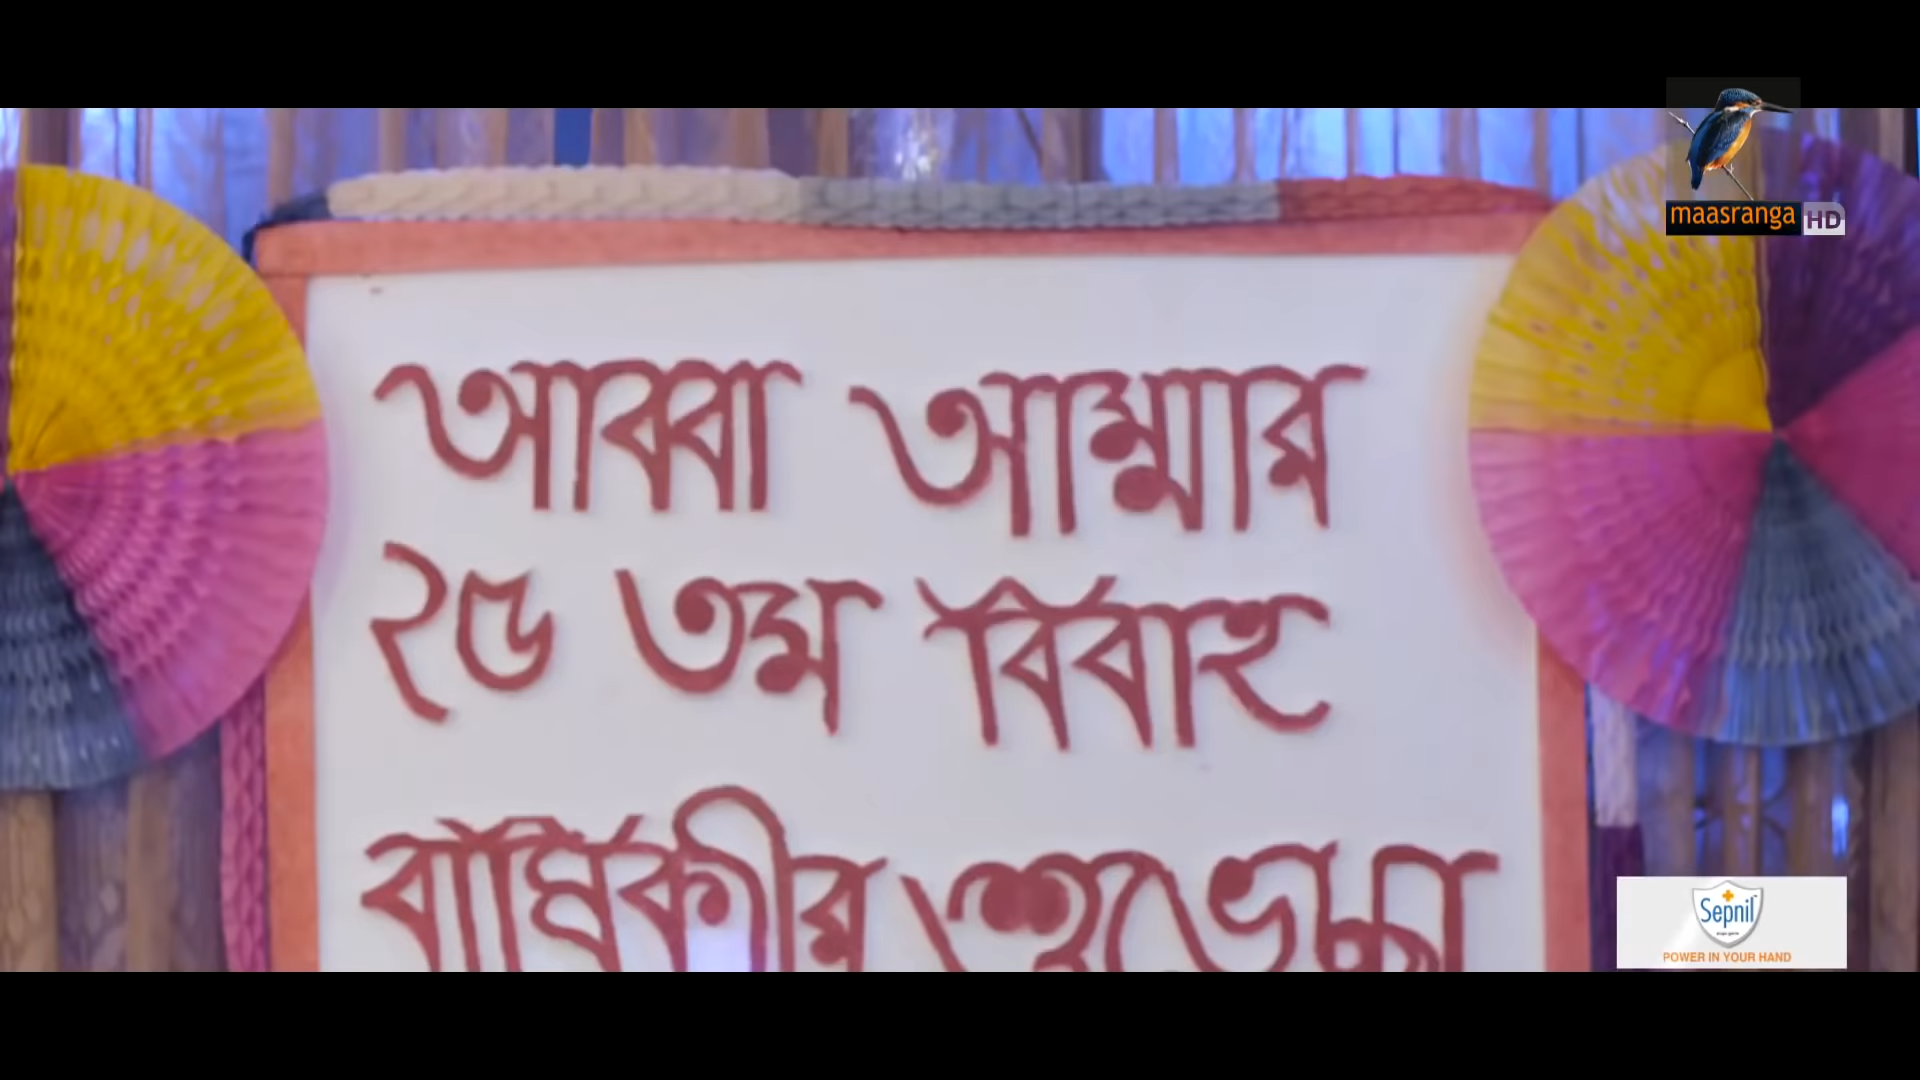 maasranga HD
আব্বা আম্মার
২৫ তম বিবাহ
বার্ষিকীর শুভেচ্ছা
Sepnil
POWER IN YOUR HAND